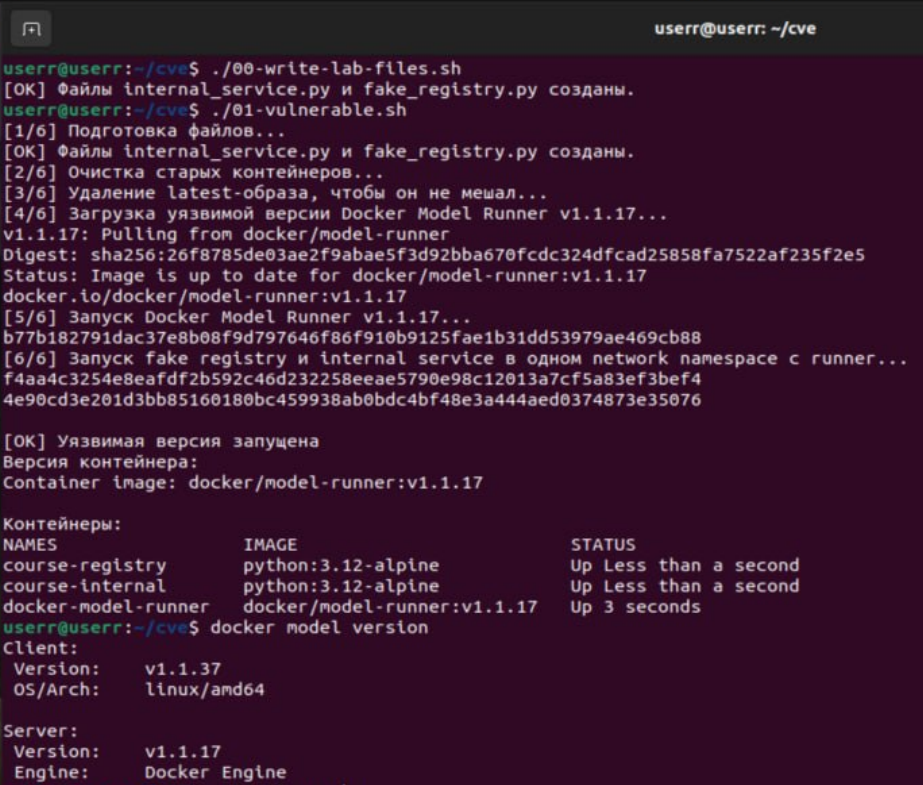 userr@userr: ~/cve
userr@userr:~/cve$ ./00-write-lab-files.sh
[OK] Файлы internal_service.py и fake_registry.py созданы.
userr@userr:~/cve$ ./01-vulnerable.sh
[1/6] Подготовка файлов...
[OK] Файлы internal_service.py и fake_registry.py созданы.
[2/6] Очистка старых контейнеров...
[3/6] Удаление latest-образа, чтобы он не мешал...
[4/6] Загрузка уязвимой версии Docker Model Runner v1.1.17...
v1.1.17: Pulling from docker/model-runner
Digest: sha256:26f8785de03ae2f9abae5f3d92bba670fcdc324dfcad25858fa7522af235f2e5
Status: Image is up to date for docker/model-runner:v1.1.17
docker.io/docker/model-runner:v1.1.17
[5/6] Запуск Docker Model Runner v1.1.17...
b77b182791dac37e8b08f9d797646f86f910b9125fae1b31dd53979ae469cb88
[6/6] Запуск fake registry и internal service в одном network namespace с runner...
f4aa4c3254e8eafdf2b592c46d232258eeae5790e98c12013a7cf5a83ef3bef4
4e90cd3e201d3bb85160180bc459938ab0bdc4bf48e3a444aed0374873e35076
[OK] Уязвимая версия запущена
Версия контейнера:
Container image: docker/model-runner:v1.1.17
Контейнеры:
NAMES IMAGE STATUS
course-registry python:3.12-alpine Up Less than a second
course-internal python:3.12-alpine Up Less than a second
docker-model-runner docker/model-runner:v1.1.17 Up 3 seconds
userr@userr:~/cve$ docker model version
Client:
Version: v1.1.37
OS/Arch: linux/amd64
Server:
Version: v1.1.17
Engine: Docker Engine